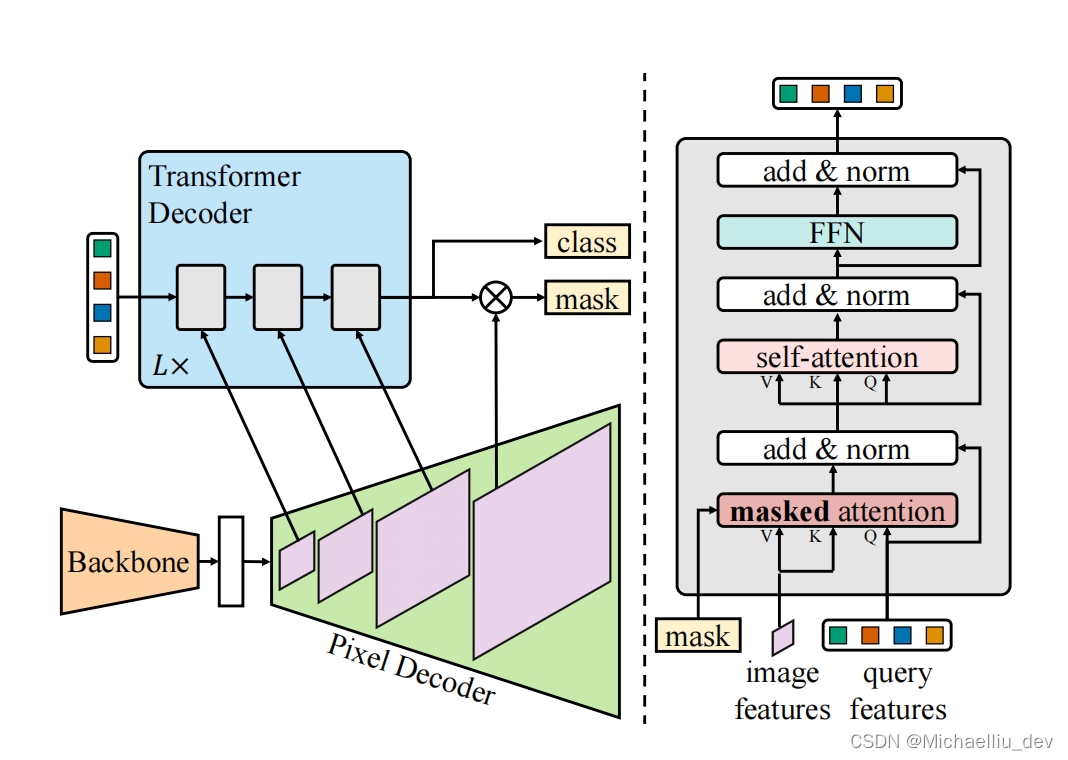 Transformer
Decoder
L×
class
mask
Backbone
Pixel Decoder
add & norm
FFN
add & norm
self-attention
V K Q
add & norm
masked attention
V K Q
mask
image
features
query
features
CSDN @Michaelliu_dev